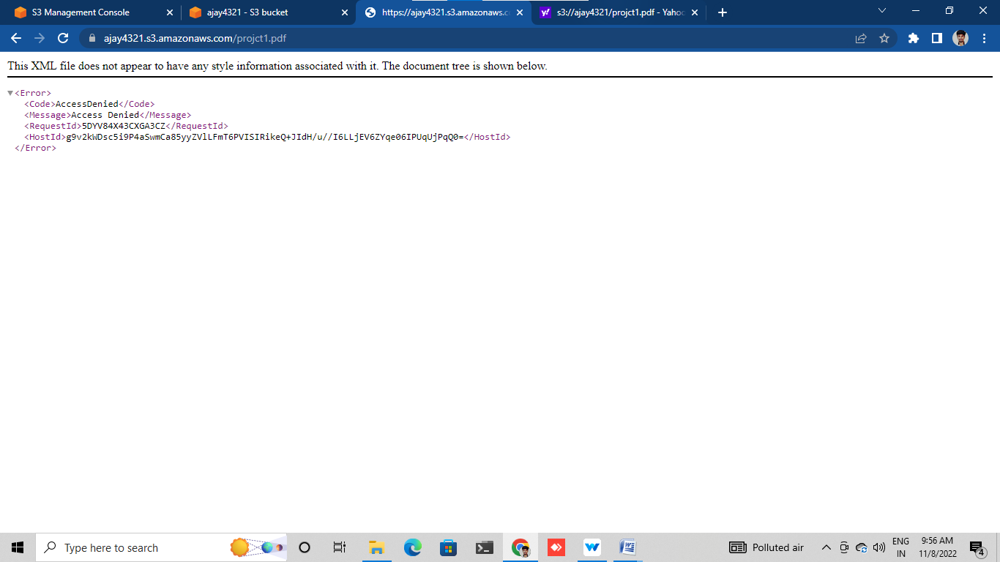 S3 Management Console
ajay4321 - S3 bucket
https://ajay4321.s3.amazonaws.c
s3://ajay4321/projct1.pdf - Yahoo
ajay4321.s3.amazonaws.com/projct1.pdf
This XML file does not appear to have any style information associated with it. The document tree is shown below.
<Error>
<Code>AccessDenied</Code>
<Message>Access Denied</Message>
<RequestId>5DYV84X43CXGA3CZ</RequestId>
<HostId>g9v2kWDsc5i9P4aSwmCa85yyZVlLFmT6PVISIRikeQ+JIdH/u//I6LLjEV6ZYqe06IPUqUjPqQ0=</HostId>
</Error>
Type here to search
Polluted air
ENG
IN
9:56 AM
11/8/2022
4